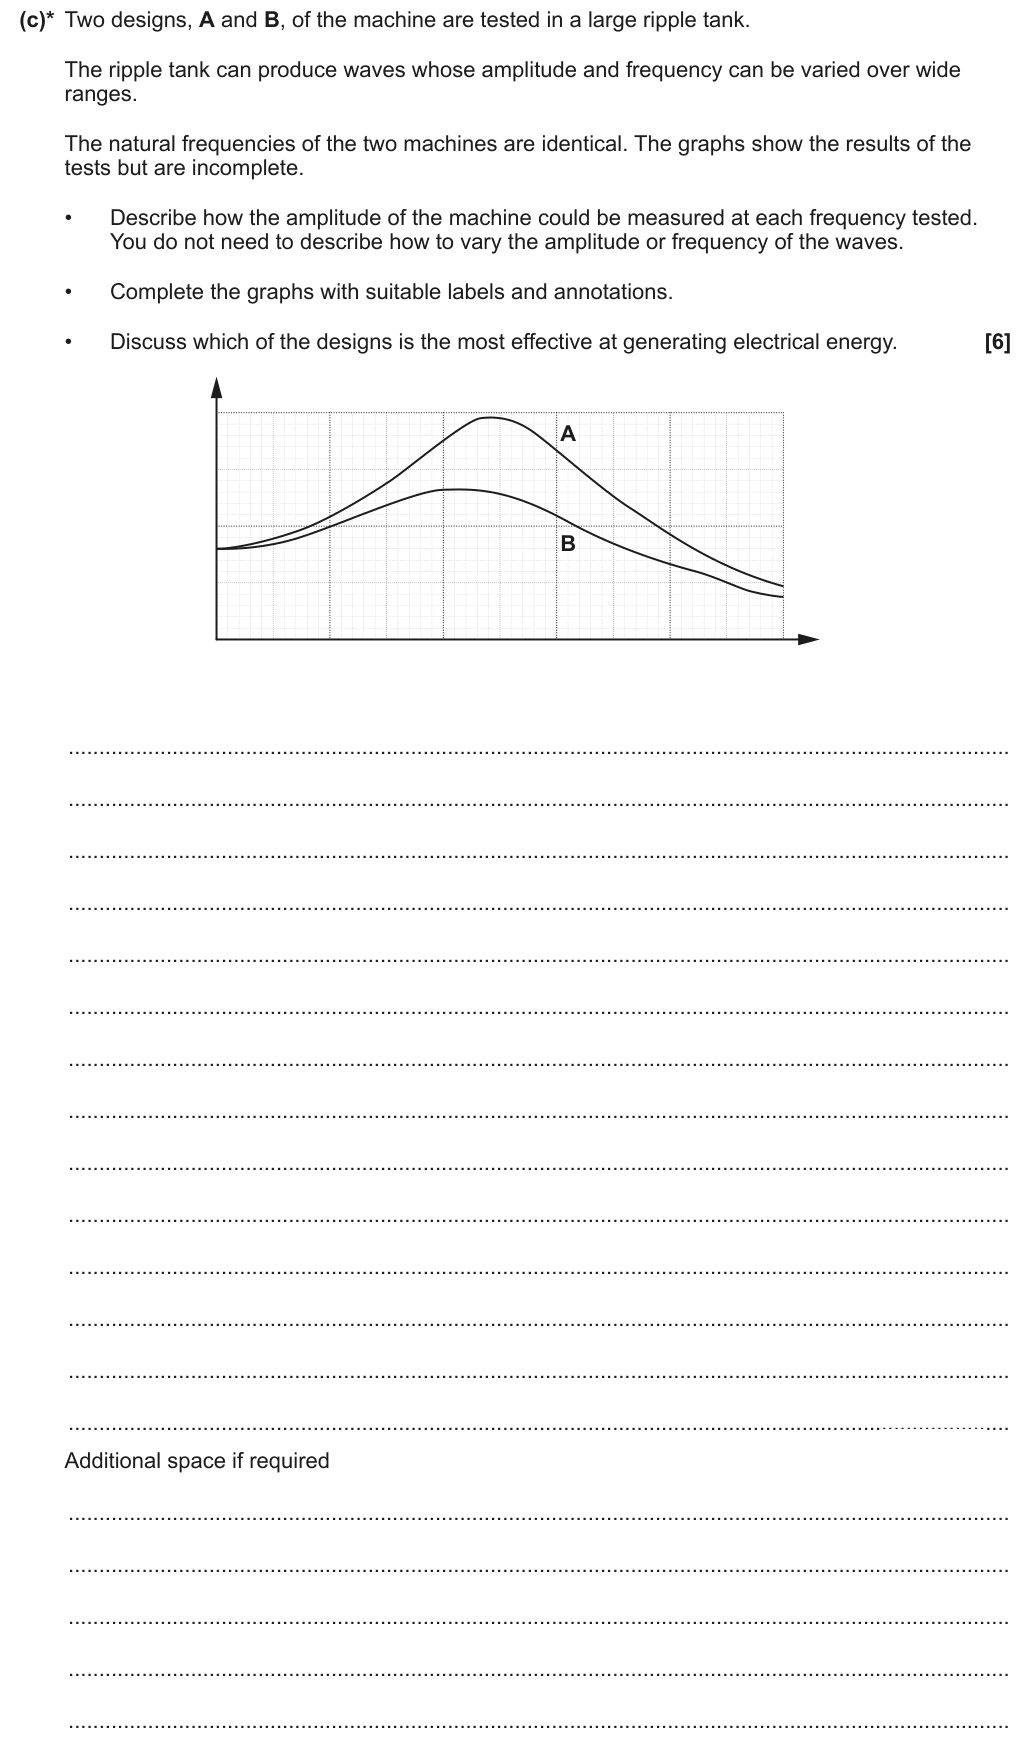 (c)* Two designs, A and B, of the machine are tested in a large ripple tank.
The ripple tank can produce waves whose amplitude and frequency can be varied over wide
ranges.
The natural frequencies of the two machines are identical. The graphs show the results of the
tests but are incomplete.
• Describe how the amplitude of the machine could be measured at each frequency tested.
You do not need to describe how to vary the amplitude or frequency of the waves.
• Complete the graphs with suitable labels and annotations.
• Discuss which of the designs is the most effective at generating electrical energy. [6]
A
B
Additional space if required